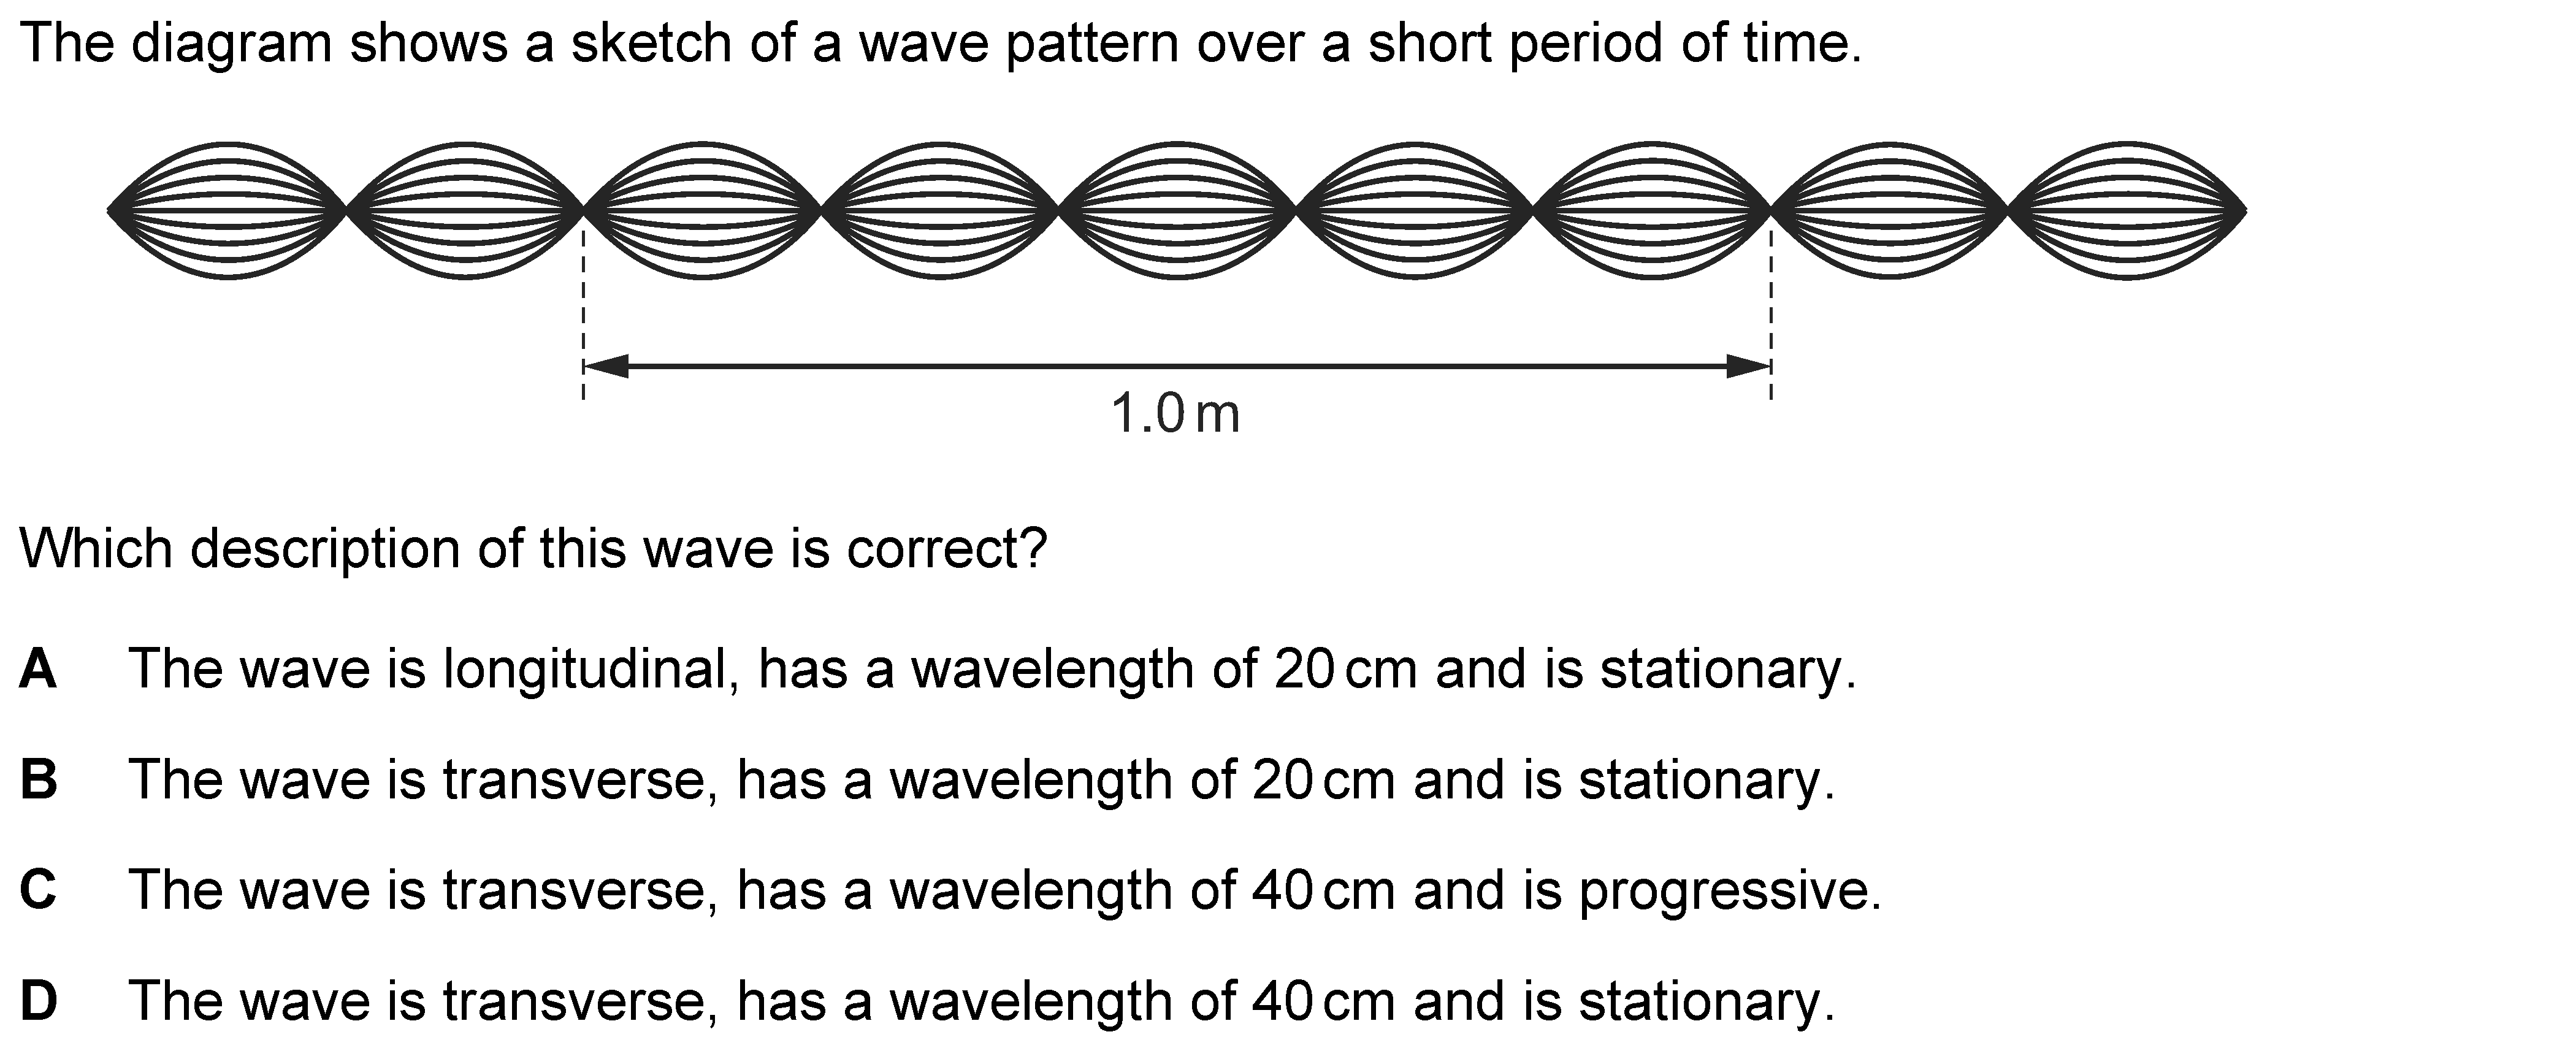 The diagram shows a sketch of a wave pattern over a short period of time.
1.0 m
Which description of this wave is correct?
A The wave is longitudinal, has a wavelength of 20 cm and is stationary.
B The wave is transverse, has a wavelength of 20 cm and is stationary.
C The wave is transverse, has a wavelength of 40 cm and is progressive.
D The wave is transverse, has a wavelength of 40 cm and is stationary.